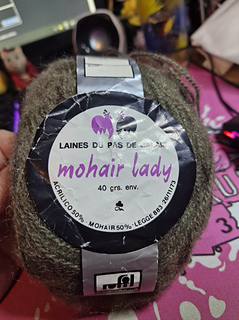 LAINES DU PAS DE CALAIS
mohair lady
40 grs. env.
ACRILICO 50% MOHAIR 50% LEGGE 883 26/11/73